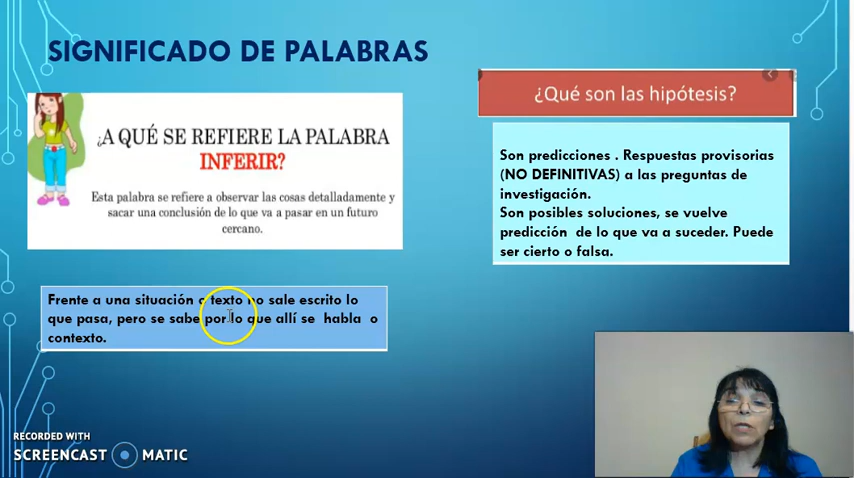 SIGNIFICADO DE PALABRAS
¿A QUÉ SE REFIERE LA PALABRA
INFERIR?
Esta palabra se refiere a observar las cosas detalladamente y
sacar una conclusión de lo que va a pasar en un futuro
cercano.
Frente a una situación o texto no sale escrito lo
que pasa, pero se sabe por lo que allí se habla o
contexto.
¿Qué son las hipótesis?
Son predicciones . Respuestas provisorias
(NO DEFINITIVAS) a las preguntas de
investigación.
Son posibles soluciones, se vuelve
predicción de lo que va a suceder. Puede
ser cierto o falsa.
RECORDED WITH
SCREENCAST MATIC